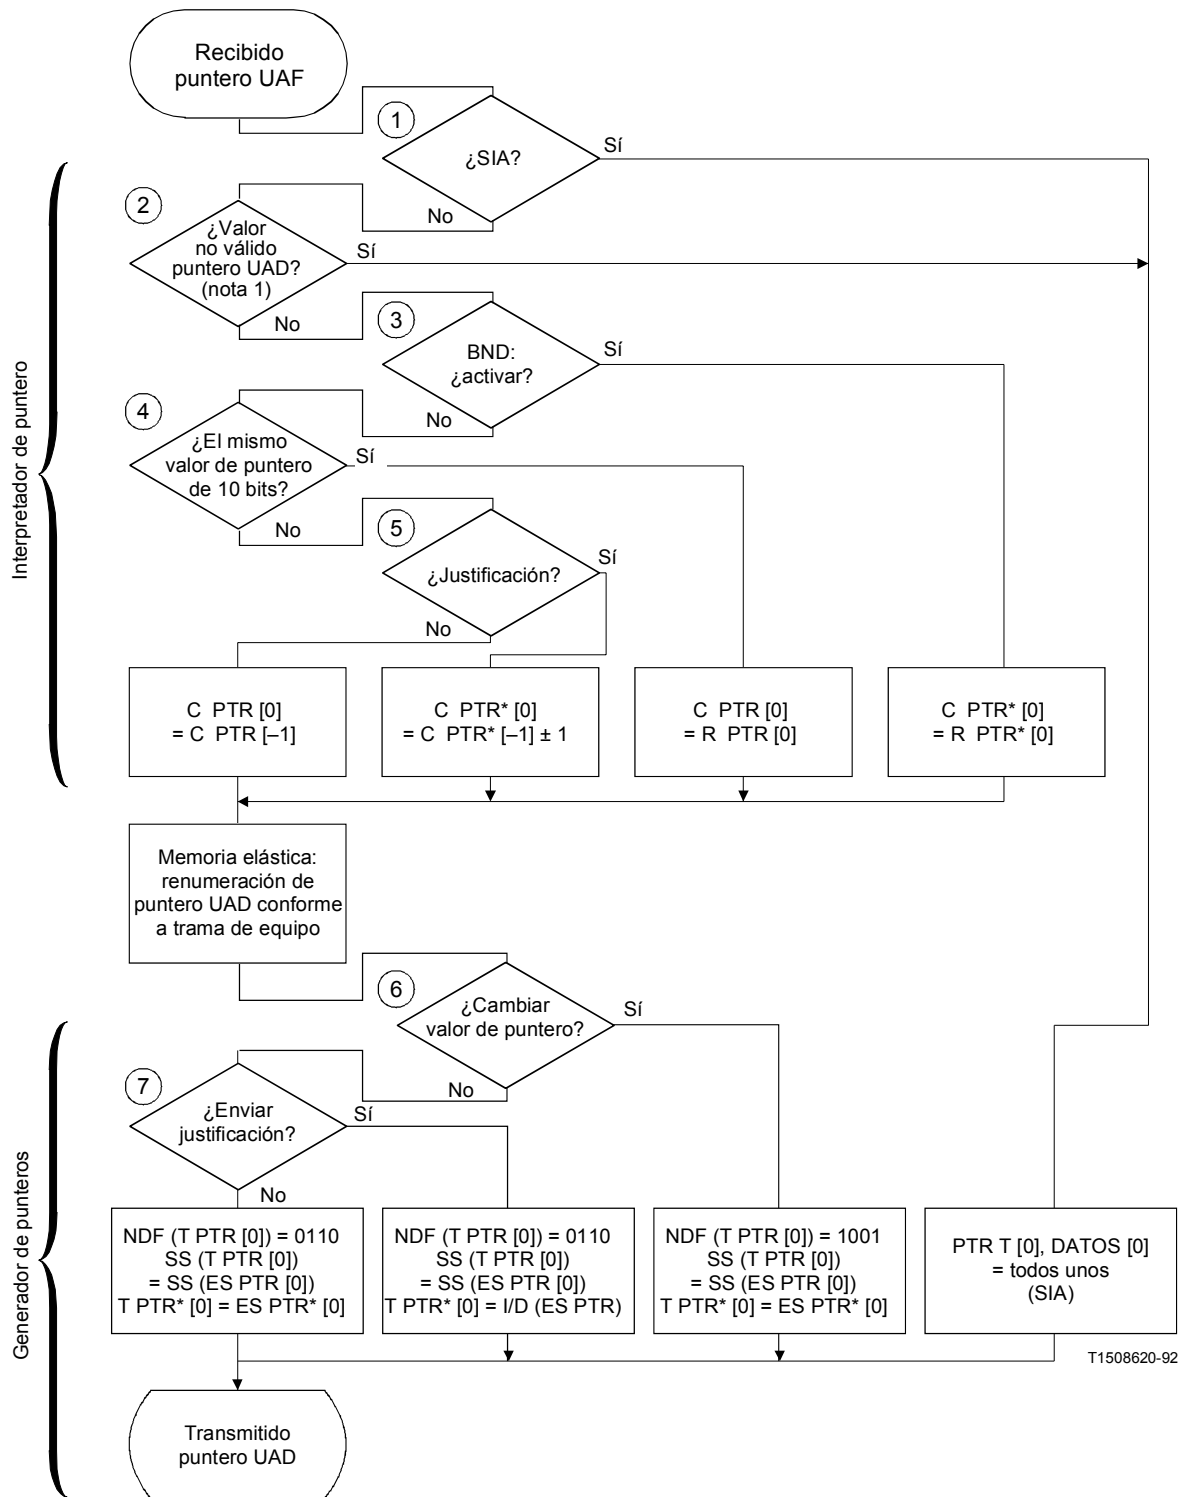 Recibido
puntero UAF
1
¿SIA?
Sí
No
2
¿Valor
no válido
puntero UAD?
(nota 1)
Sí
No
3
BND:
¿activar?
Sí
No
4
¿El mismo
valor de puntero
de 10 bits?
Sí
No
5
¿Justificación?
Sí
No
Interpretador de puntero
C PTR [0]
= C PTR [–1]
C PTR* [0]
= C PTR* [–1] ± 1
C PTR [0]
= R PTR [0]
C PTR* [0]
= R PTR* [0]
Memoria elástica:
renumeración de
puntero UAD conforme
a trama de equipo
6
¿Cambiar
valor de puntero?
Sí
No
7
¿Enviar
justificación?
Sí
No
Generador de punteros
NDF (T PTR [0]) = 0110
SS (T PTR [0])
= SS (ES PTR [0])
T PTR* [0] = ES PTR* [0]
NDF (T PTR [0]) = 0110
SS (T PTR [0])
= SS (ES PTR [0])
T PTR* [0] = I/D (ES PTR)
NDF (T PTR [0]) = 1001
SS (T PTR [0])
= SS (ES PTR [0])
T PTR* [0] = ES PTR* [0]
PTR T [0], DATOS [0]
= todos unos
(SIA)
T1508620-92
Transmitido
puntero UAD